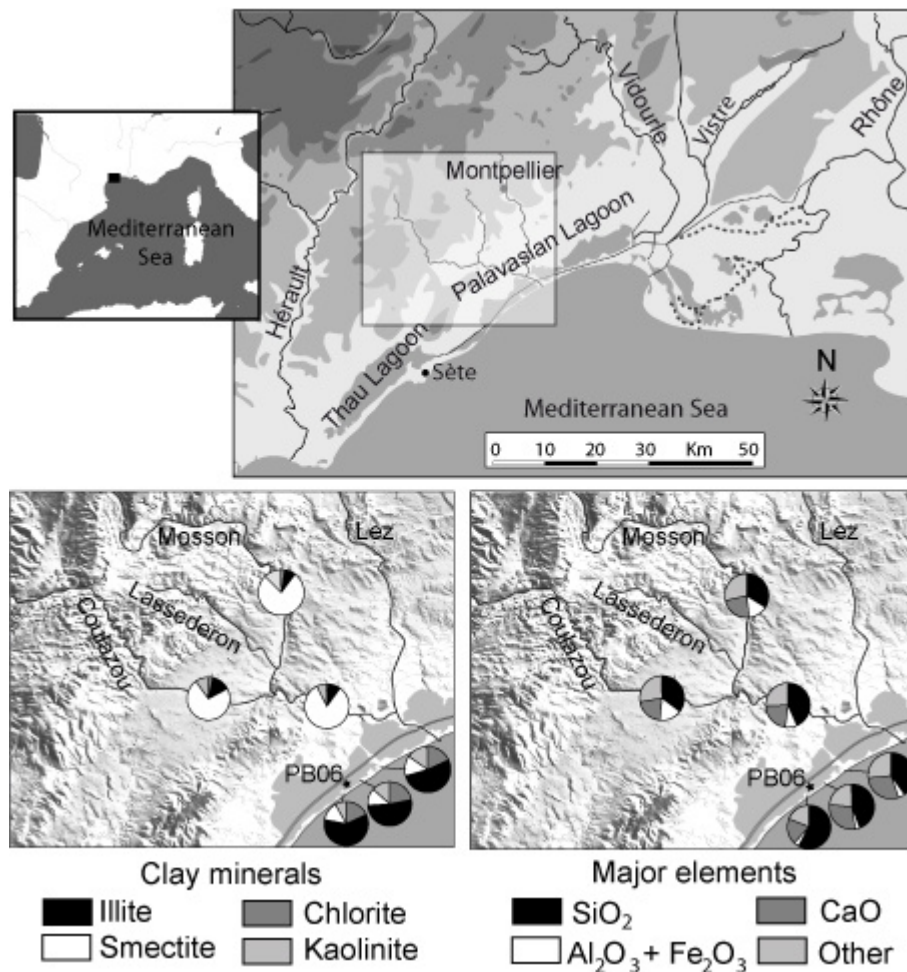 Mediterranean
Sea
Montpellier
Vidourle
Vistre
Rhône
Palavasian Lagoon
Hérault
Thau Lagoon
Sète
N
Mediterranean Sea
0 10 20 30 Km 50
Mosson
Lez
Lassederon
Coulazou
PB06
Mosson
Lez
Lassederon
Coulazou
PB06
Clay minerals
Illite
Chlorite
Smectite
Kaolinite
Major elements
SiO₂
CaO
Al₂O₃ + Fe₂O₃
Other